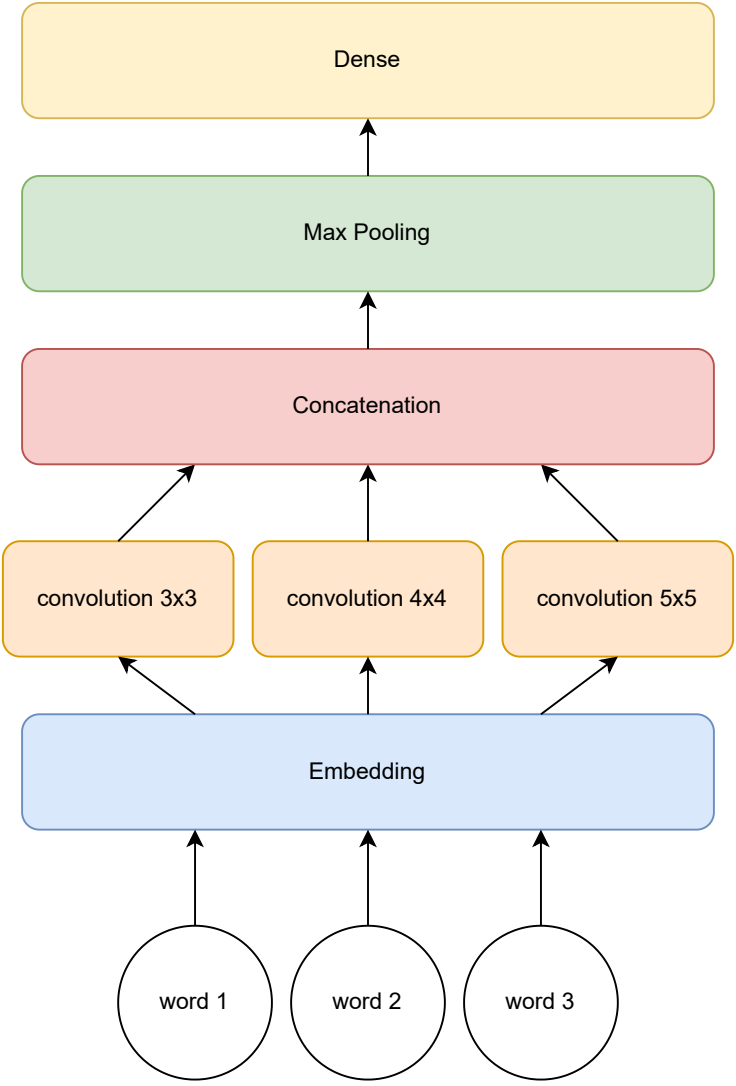 Dense
Max Pooling
Concatenation
convolution 3x3
convolution 4x4
convolution 5x5
Embedding
word 1
word 2
word 3